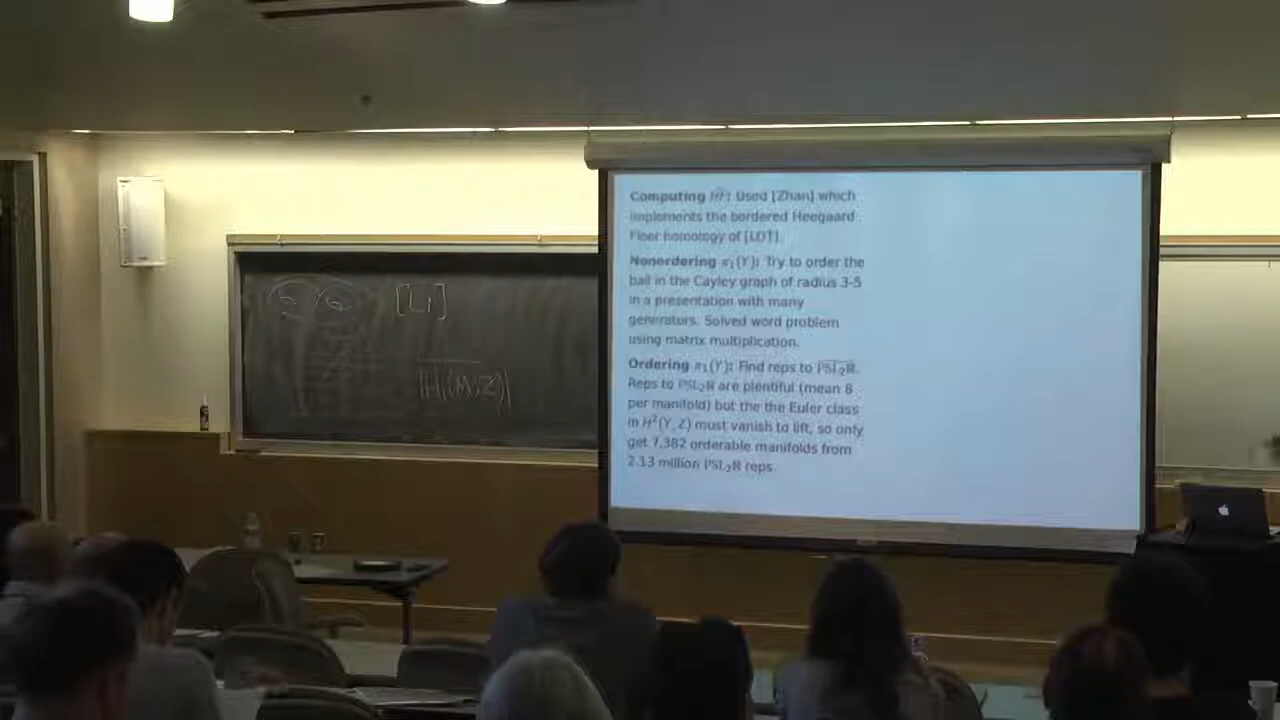 [Li]
|H₁(M;Z)|
Computing ĤF: Used [Zhan] which
implements the bordered Heegaard
Floer homology of [LOT].
Nonordering π₁(Y): Try to order the
ball in the Cayley graph of radius 3-5
in a presentation with many
generators. Solved word problem
using matrix multiplication.
Ordering π₁(Y): Find reps to P̃SL₂R.
Reps to PSL₂R are plentiful (mean 8
per manifold) but the the Euler class
in H²(Y, Z) must vanish to lift, so only
get 7,382 orderable manifolds from
2.13 million PSL₂R reps.